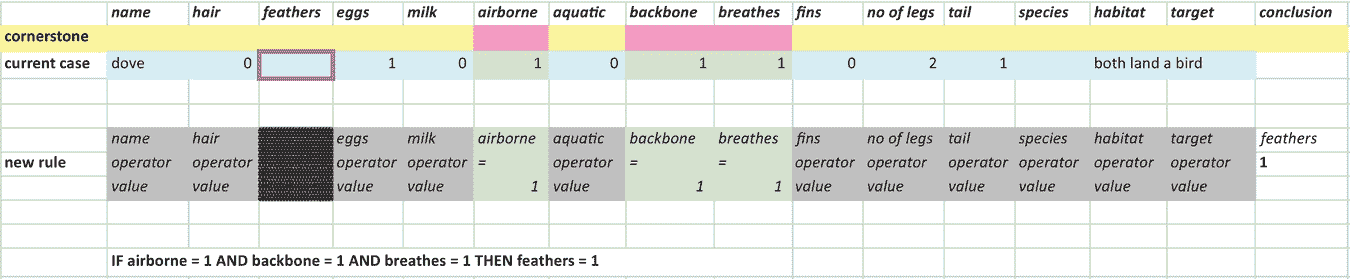 name hair feathers eggs milk airborne aquatic backbone breathes fins no of legs tail species habitat target conclusion
cornerstone
current case dove 0 1 0 1 0 1 1 0 2 1 both land a bird
name hair eggs milk airborne aquatic backbone breathes fins no of legs tail species habitat target feathers
new rule operator operator operator operator = operator = = operator operator operator operator operator operator 1
value value value value 1 value 1 1 value value value value value value
IF airborne = 1 AND backbone = 1 AND breathes = 1 THEN feathers = 1